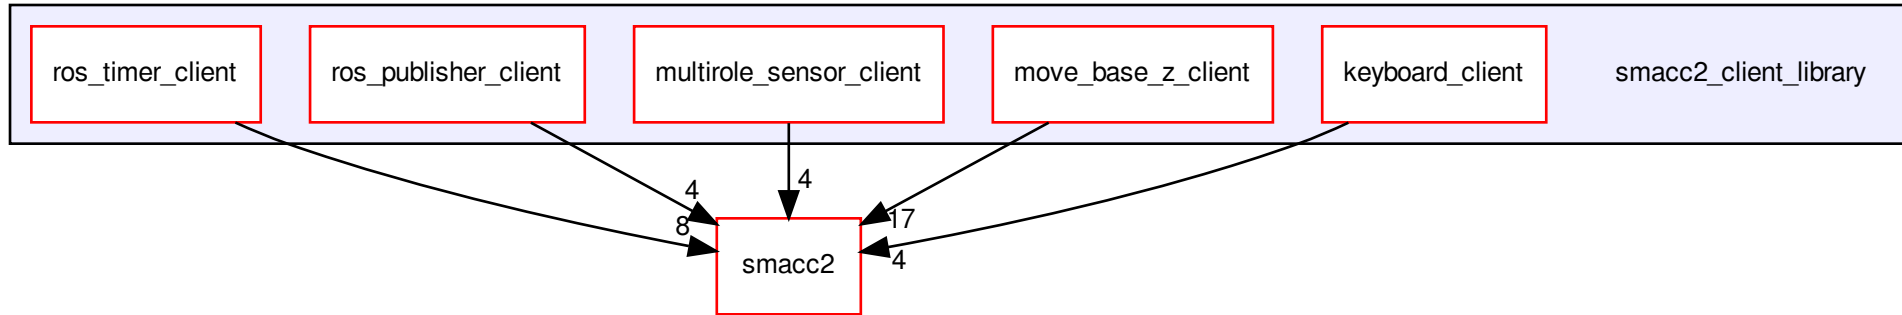 ros_timer_client
ros_publisher_client
multirole_sensor_client
move_base_z_client
keyboard_client
smacc2_client_library
4
4
8
17
4
smacc2